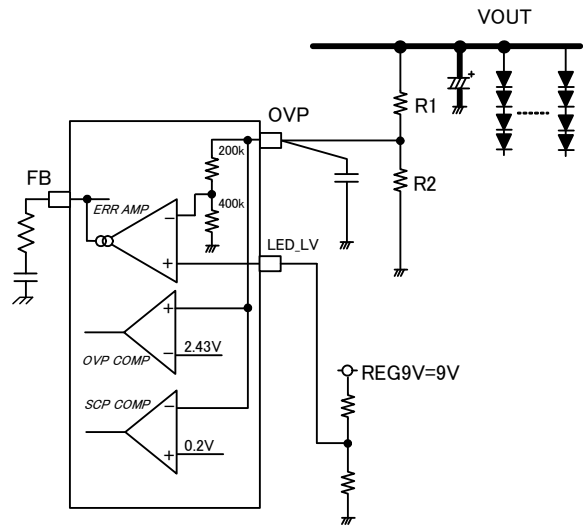 VOUT
OVP
R1
FB
200k
R2
ERR AMP
400k
LED_LV
−
+
+
−
2.43V
OVP COMP
REG9V=9V
SCP COMP
−
+
0.2V
+